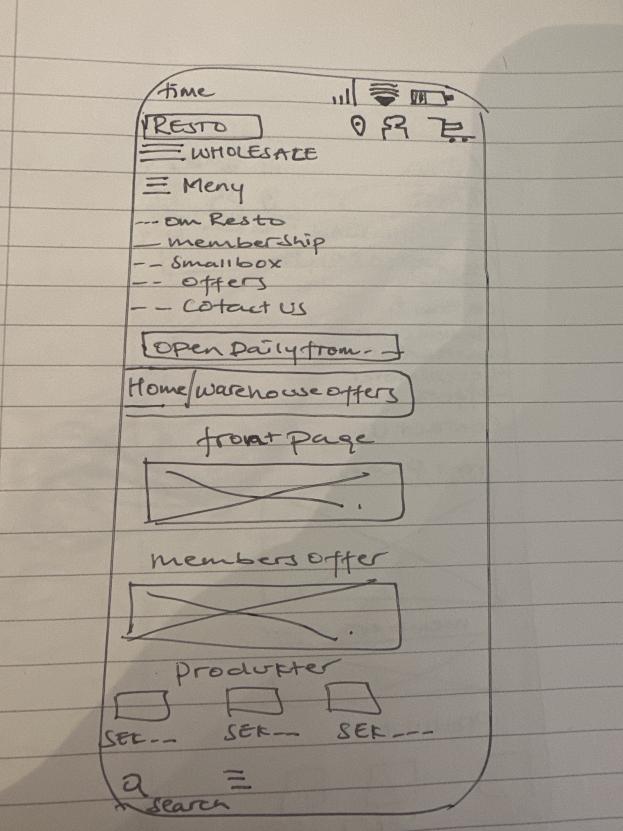 time
RESTO
WHOLESALE
Meny
om Resto
membership
Smallbox
offers
Cotact us
open Daily from
Home/warehouse offers
front page
members offer
produkter
SEK SEK SEK
search